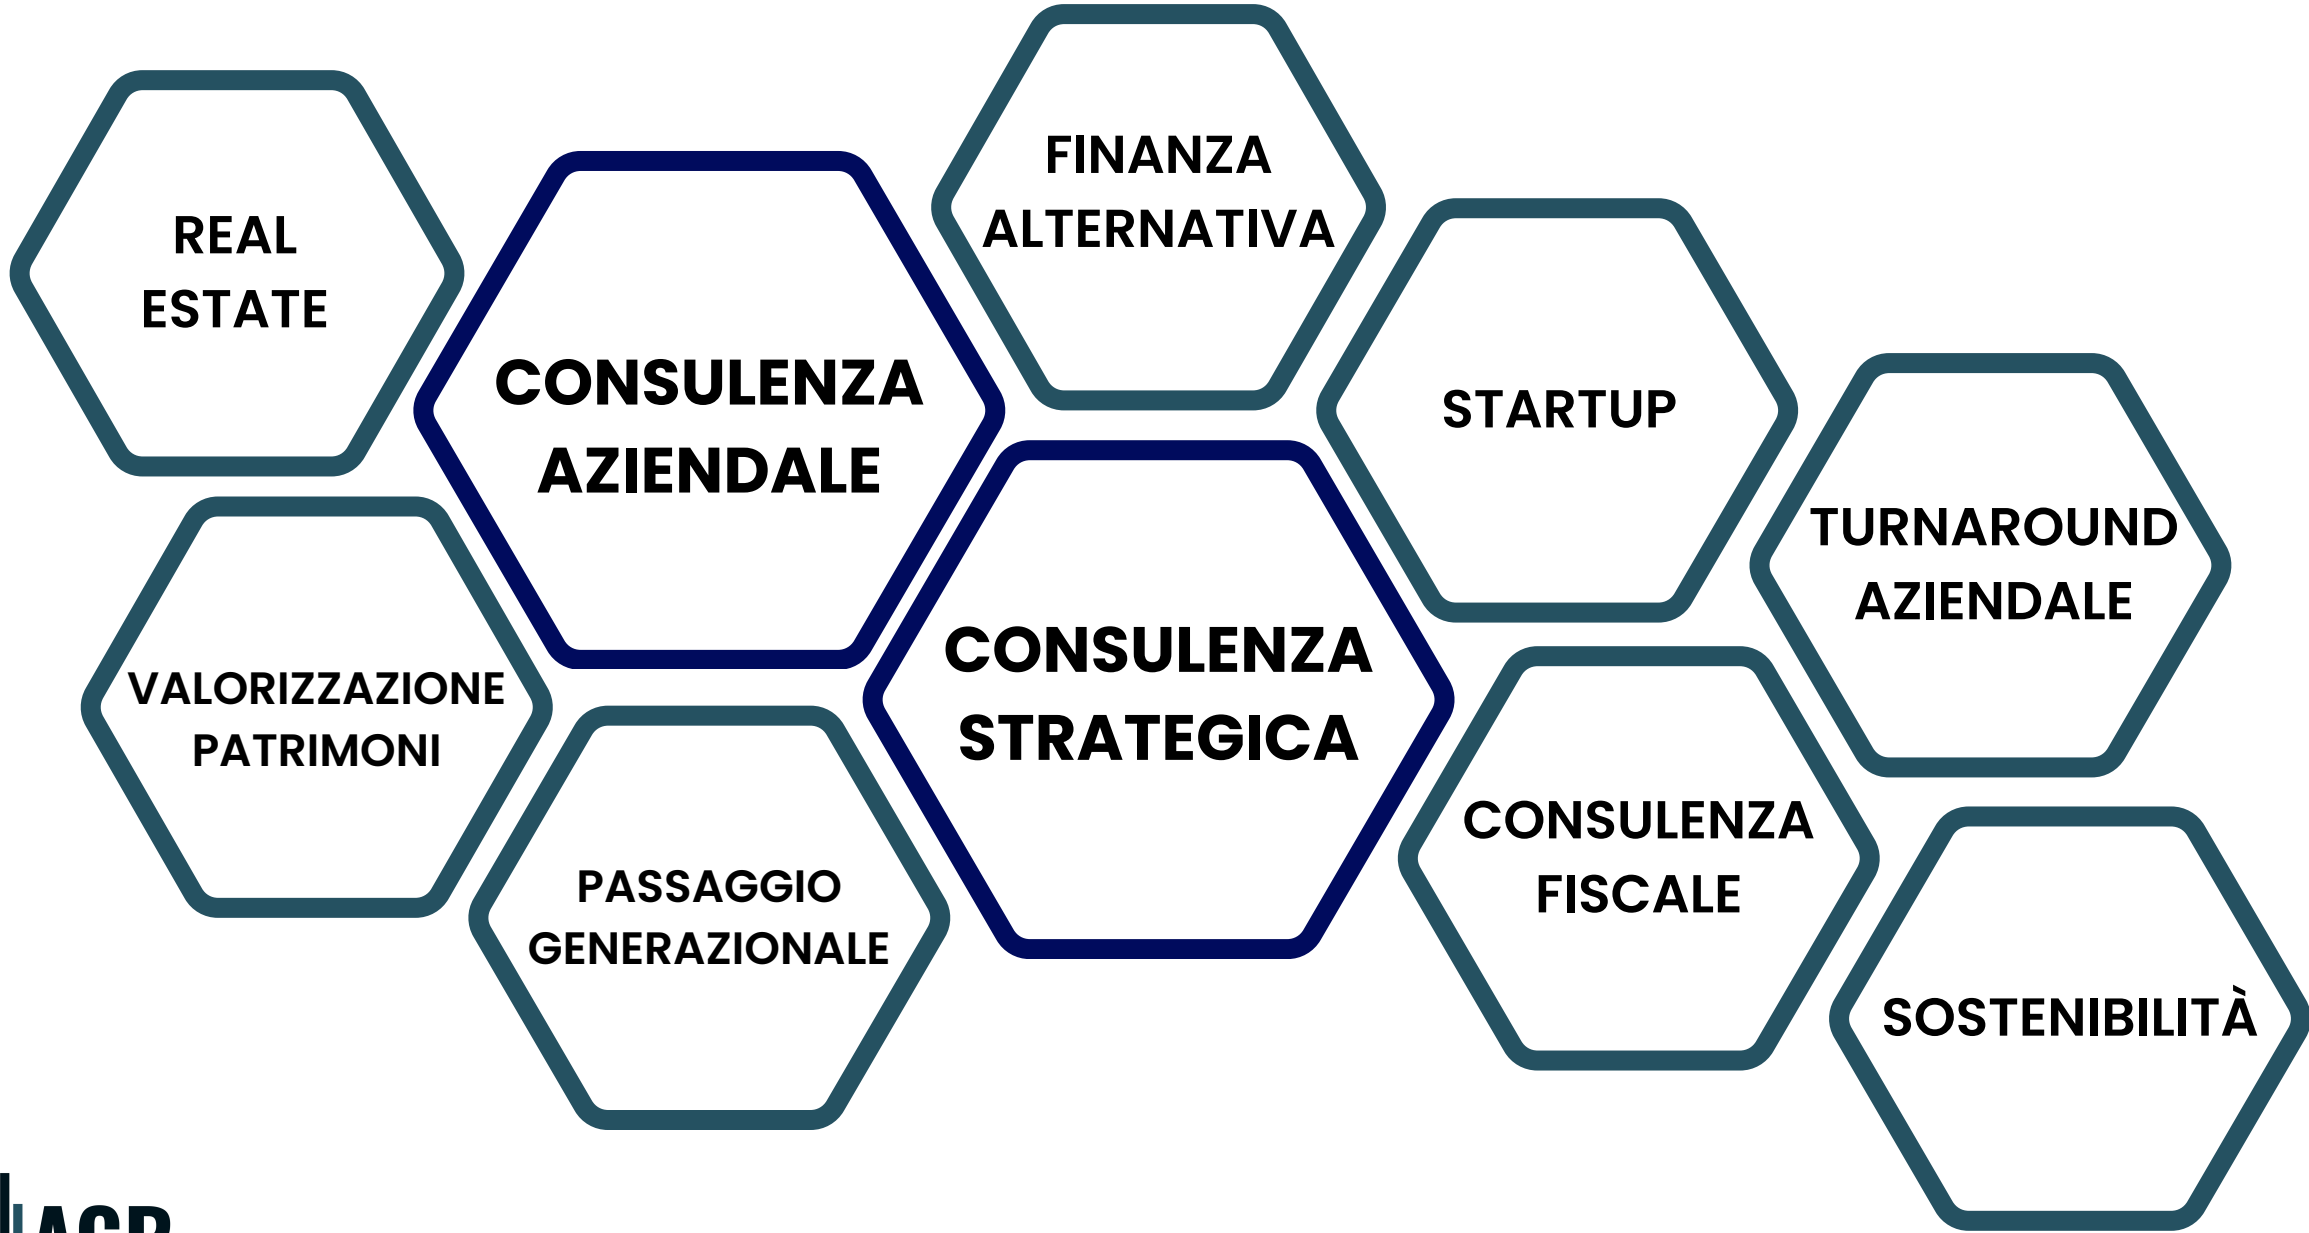 REAL
ESTATE
CONSULENZA
AZIENDALE
FINANZA
ALTERNATIVA
STARTUP
TURNAROUND
AZIENDALE
VALORIZZAZIONE
PATRIMONI
PASSAGGIO
GENERAZIONALE
CONSULENZA
STRATEGICA
CONSULENZA
FISCALE
SOSTENIBILITÀ